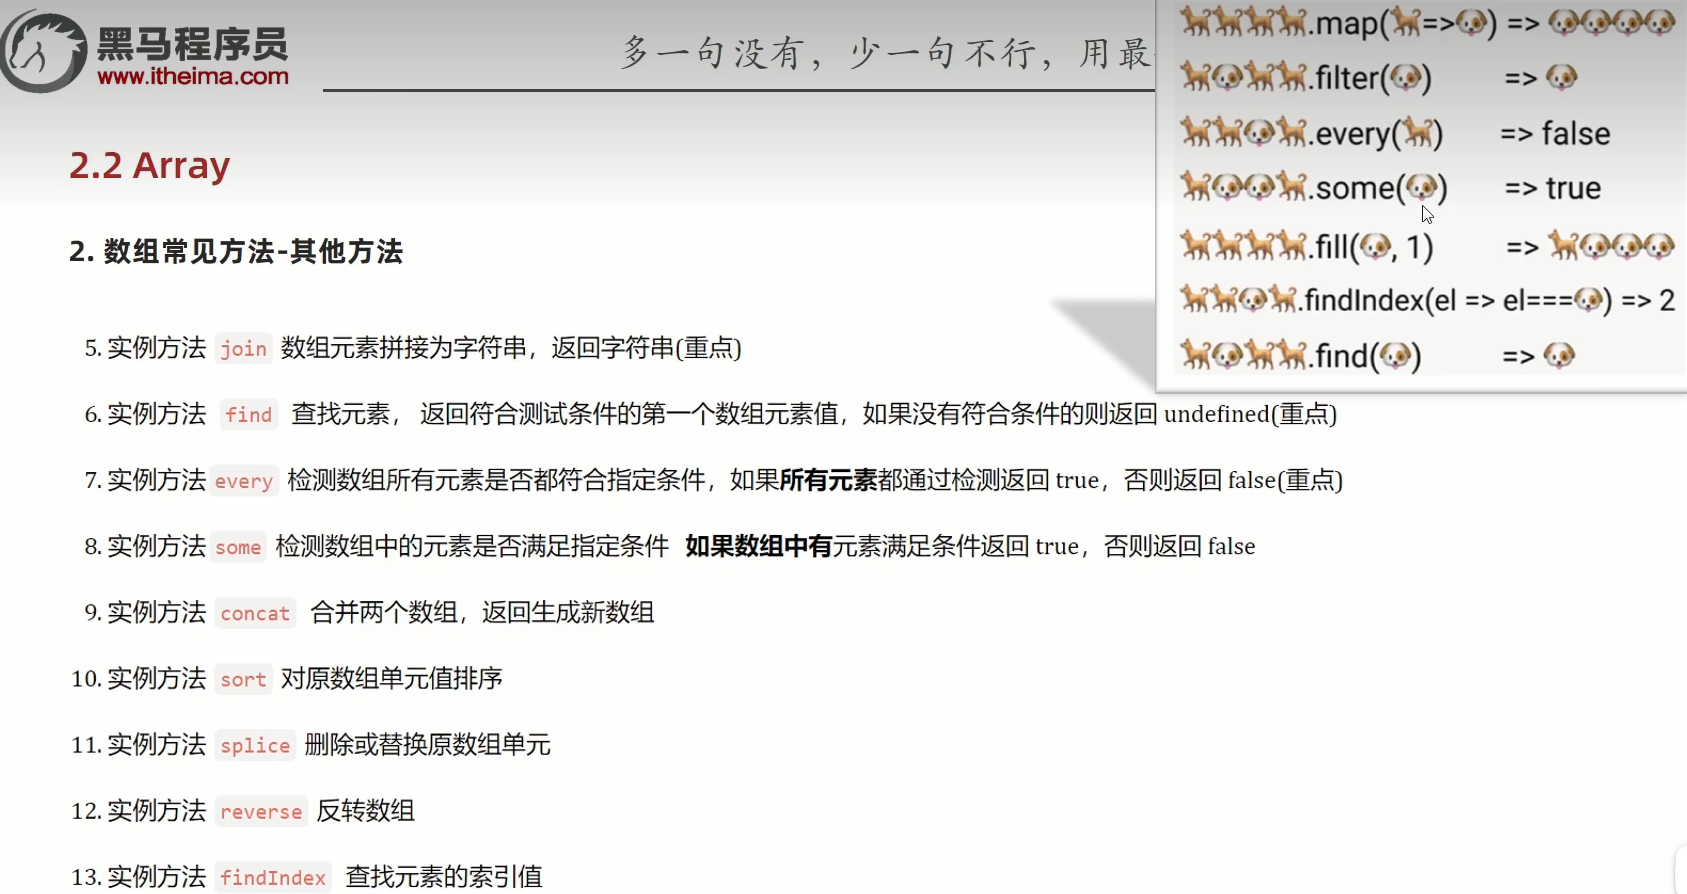 黑马程序员
www.itheima.com
多一句没有，少一句不行，用最
2.2 Array
2. 数组常见方法-其他方法
5. 实例方法 join 数组元素拼接为字符串，返回字符串(重点)
6. 实例方法 find 查找元素， 返回符合测试条件的第一个数组元素值，如果没有符合条件的则返回 undefined(重点)
7. 实例方法 every 检测数组所有元素是否都符合指定条件，如果所有元素都通过检测返回 true，否则返回 false(重点)
8. 实例方法 some 检测数组中的元素是否满足指定条件 如果数组中有元素满足条件返回 true，否则返回 false
9. 实例方法 concat 合并两个数组，返回生成新数组
10. 实例方法 sort 对原数组单元值排序
11. 实例方法 splice 删除或替换原数组单元
12. 实例方法 reverse 反转数组
13. 实例方法 findIndex 查找元素的索引值
🐕🐕🐕🐕.map(🐕=>🐶) => 🐶🐶🐶🐶
🐕🐶🐕🐕.filter(🐶) => 🐶
🐕🐕🐶🐕.every(🐕) => false
🐕🐶🐶🐕.some(🐶) => true
🐕🐕🐕🐕.fill(🐶, 1) => 🐕🐶🐶🐶
🐕🐕🐶🐕.findIndex(el => el===🐶) => 2
🐕🐶🐕🐕.find(🐶) => 🐶